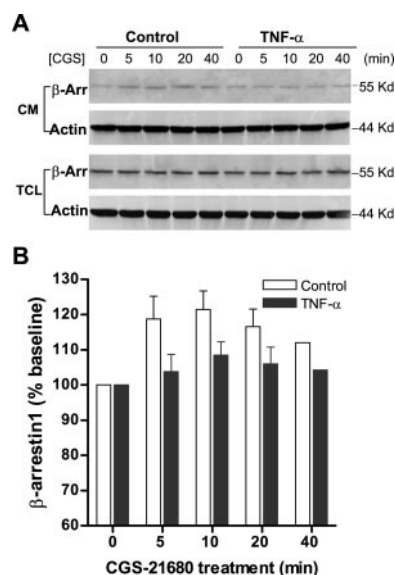 A
Control TNF-α
[CGS] 0 5 10 20 40 0 5 10 20 40 (min)
CM
β-Arr 55 Kd
Actin 44 Kd
TCL
β-Arr 55 Kd
Actin 44 Kd
B
Control
TNF-α
130
120
110
100
90
80
70
60
β-arrestin1 (% baseline)
0 5 10 20 40
CGS-21680 treatment (min)